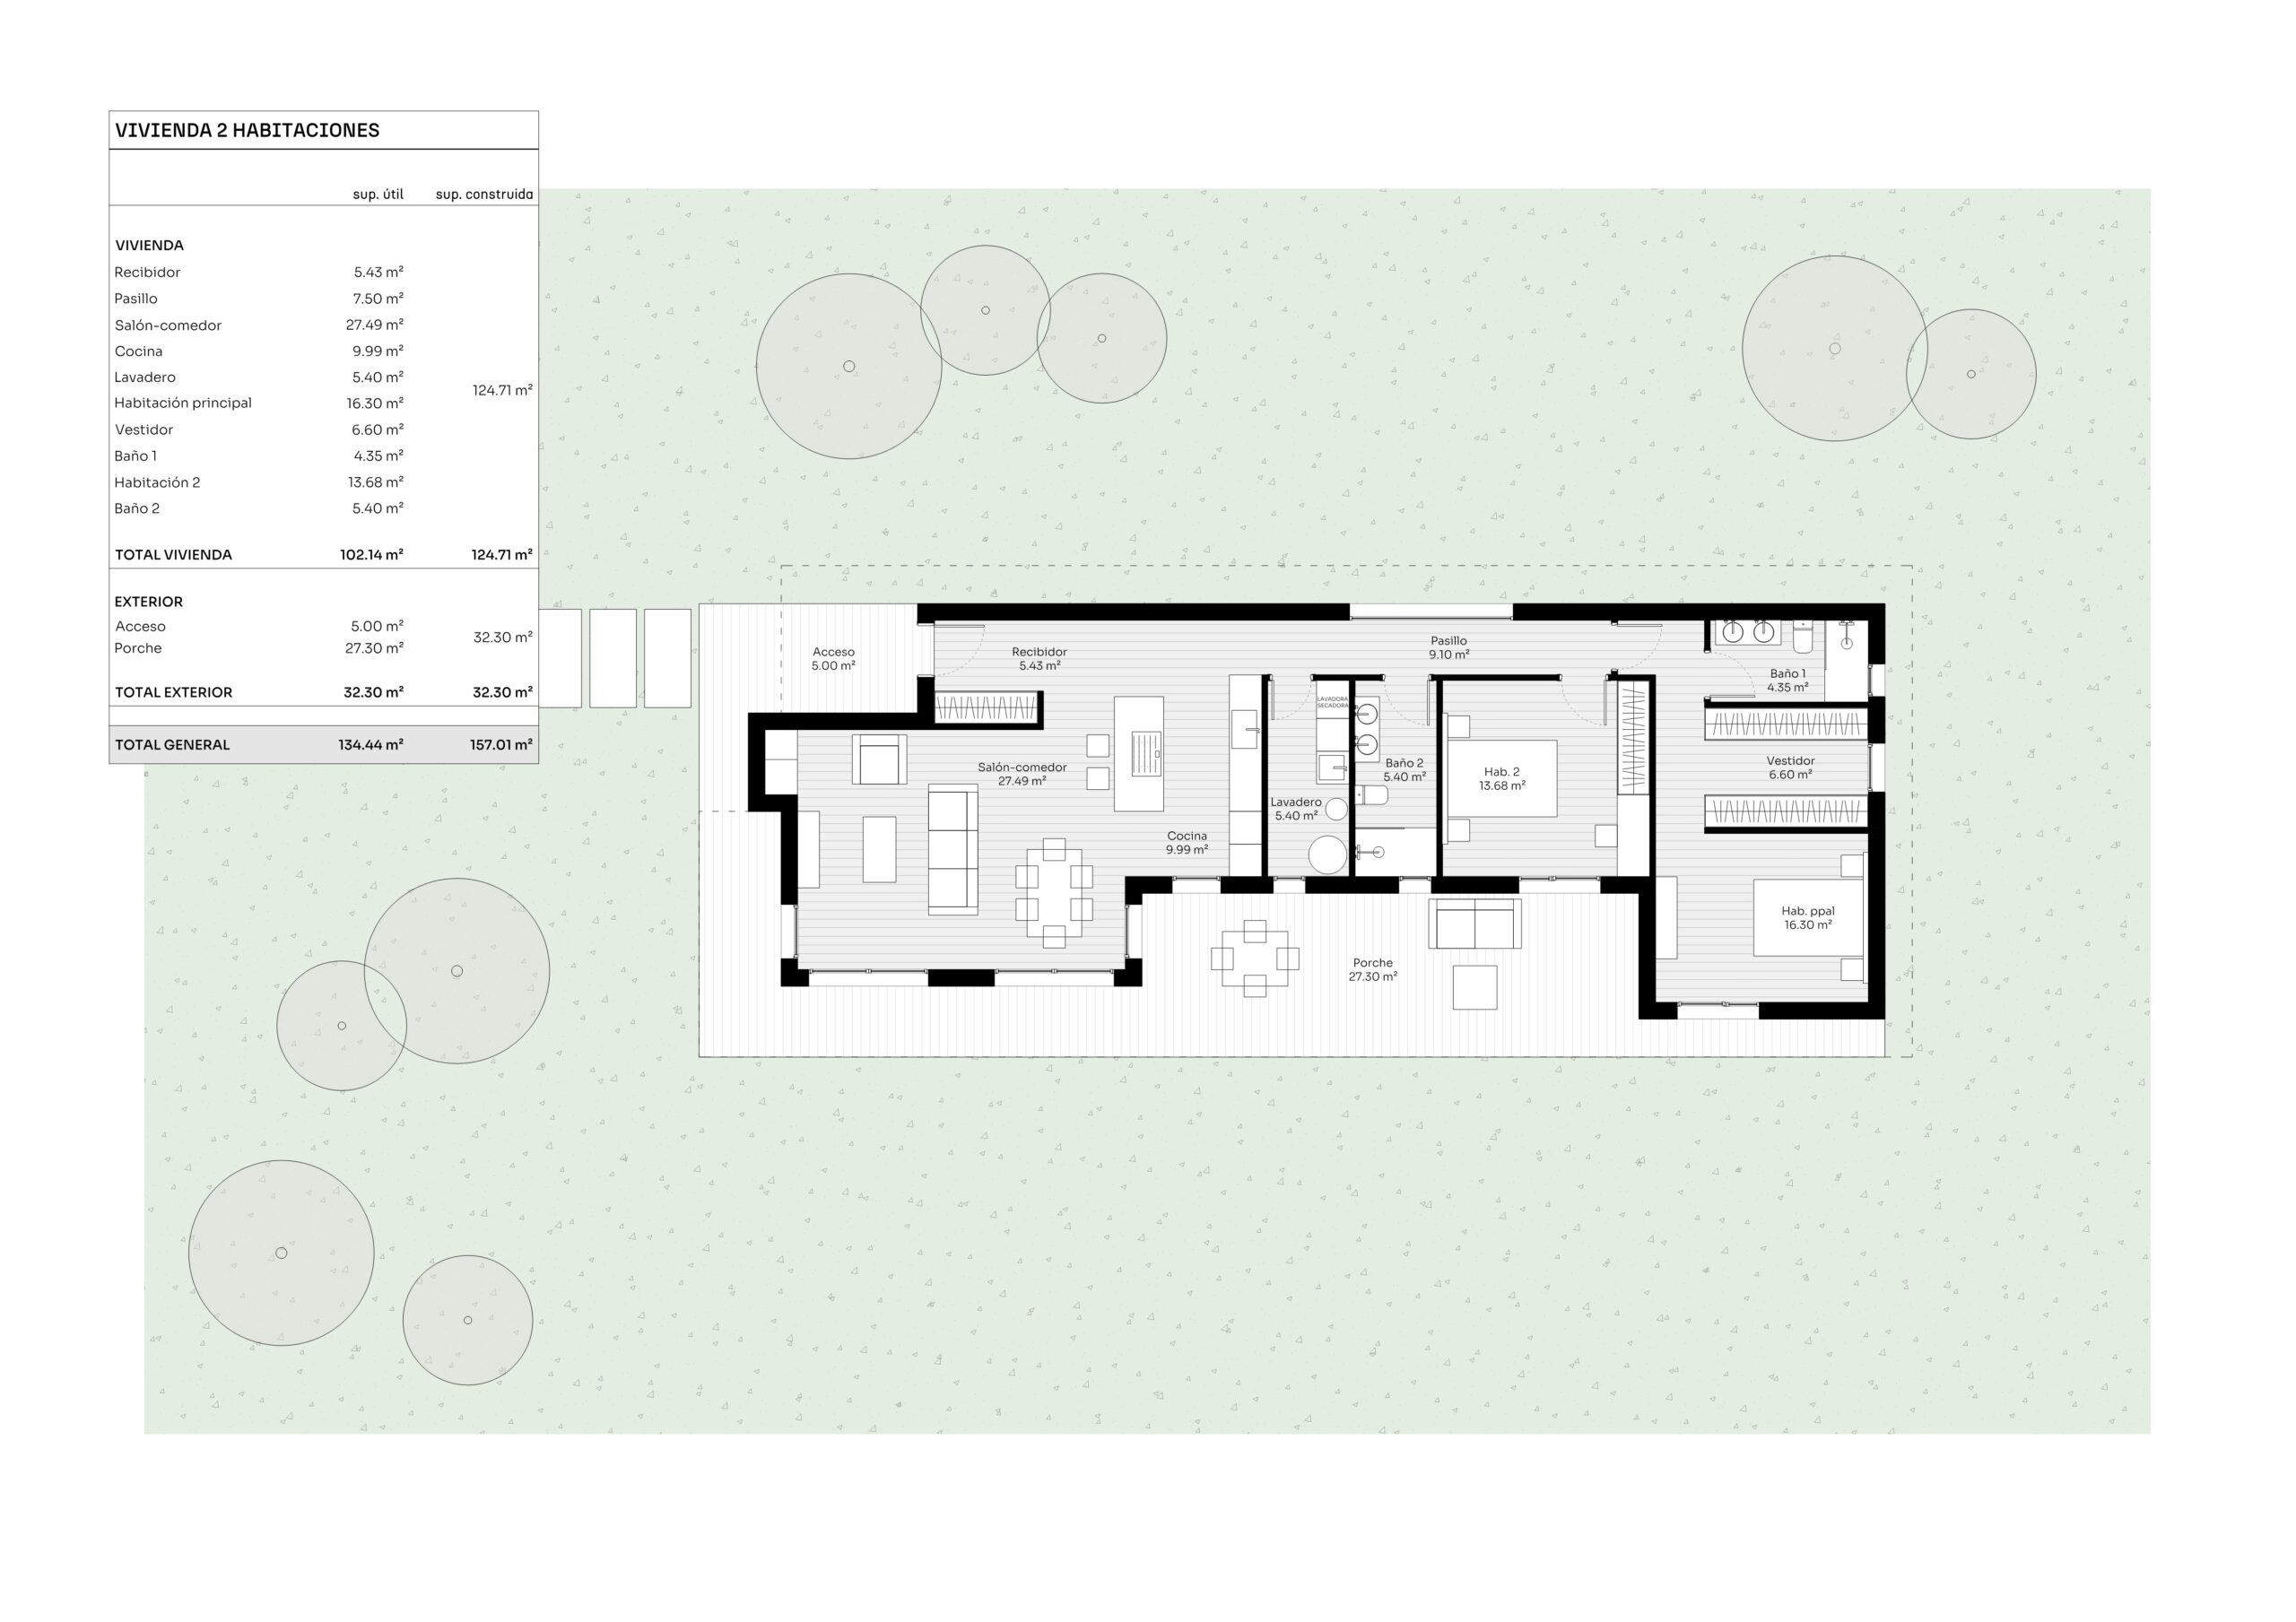 VIVIENDA 2 HABITACIONES
sup. útil sup. construida
VIVIENDA
Recibidor 5.43 m²
Pasillo 7.50 m²
Salón-comedor 27.49 m²
Cocina 9.99 m²
Lavadero 5.40 m²
124.71 m²
Habitación principal 16.30 m²
Vestidor 6.60 m²
Baño 1 4.35 m²
Habitación 2 13.68 m²
Baño 2 5.40 m²
TOTAL VIVIENDA 102.14 m² 124.71 m²
EXTERIOR
Acceso 5.00 m²
32.30 m²
Porche 27.30 m²
TOTAL EXTERIOR 32.30 m² 32.30 m²
TOTAL GENERAL 134.44 m² 157.01 m²
Acceso
5.00 m²
Recibidor
5.43 m²
Pasillo
9.10 m²
Baño 1
4.35 m²
LAVADORA
SECADORA
Salón-comedor
27.49 m²
Baño 2
5.40 m²
Hab. 2
13.68 m²
Vestidor
6.60 m²
Lavadero
5.40 m²
Cocina
9.99 m²
Hab. ppal
16.30 m²
Porche
27.30 m²